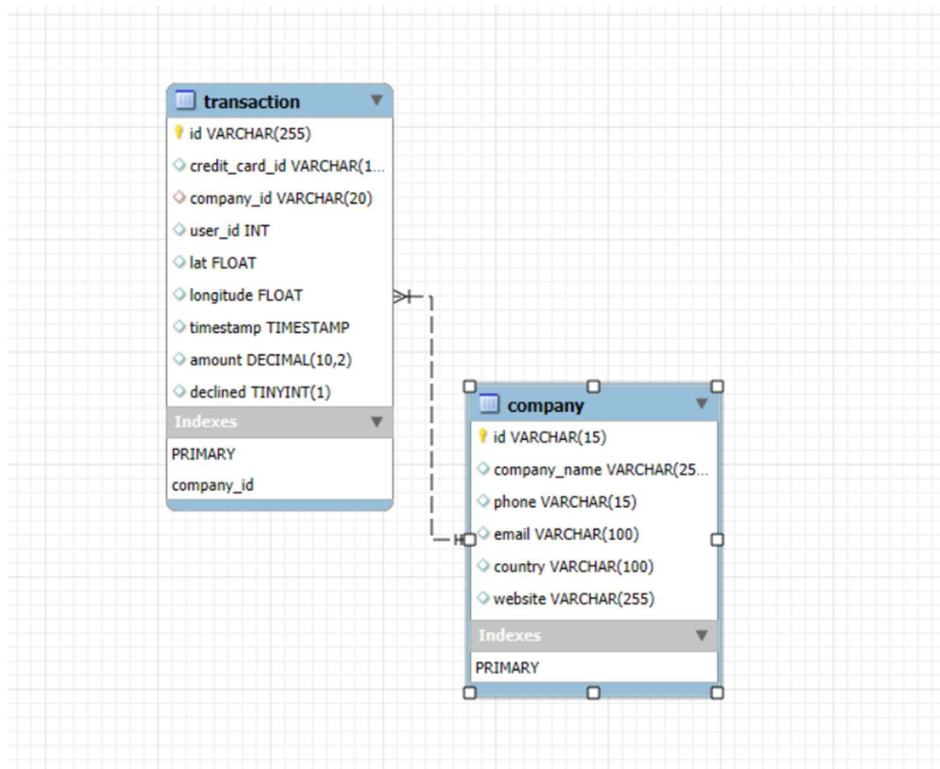 transaction
id VARCHAR(255)
credit_card_id VARCHAR(1...
company_id VARCHAR(20)
user_id INT
lat FLOAT
longitude FLOAT
timestamp TIMESTAMP
amount DECIMAL(10,2)
declined TINYINT(1)
Indexes
PRIMARY
company_id
company
id VARCHAR(15)
company_name VARCHAR(25...
phone VARCHAR(15)
email VARCHAR(100)
country VARCHAR(100)
website VARCHAR(255)
Indexes
PRIMARY